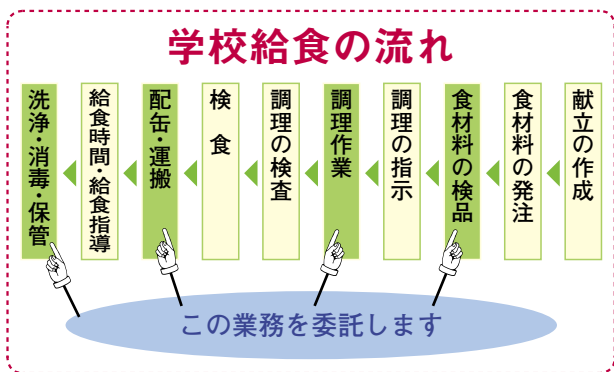 学校給食の流れ
献立の作成
食材料の発注
食材料の検品
調理の指示
調理作業
調理の検査
検食
配缶・運搬
給食時間・給食指導
洗浄・消毒・保管
この業務を委託します